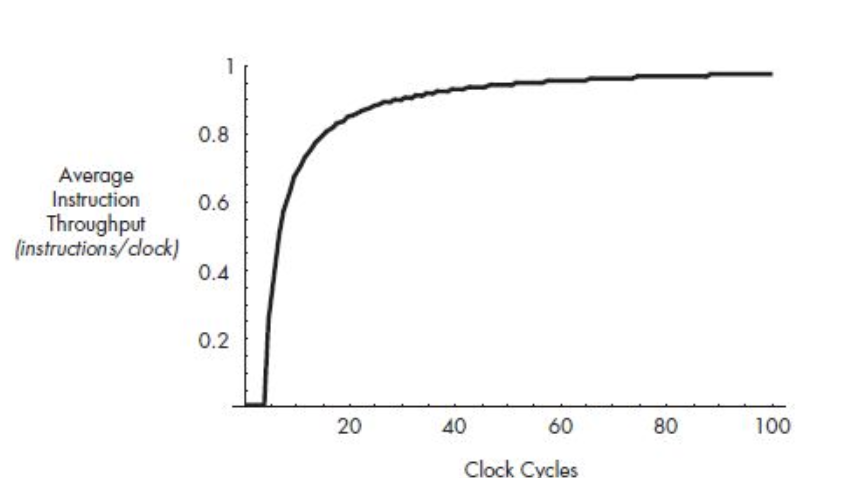 1
0.8
0.6
0.4
0.2
Average
Instruction
Throughput
(instructions/clock)
20 40 60 80 100
Clock Cycles